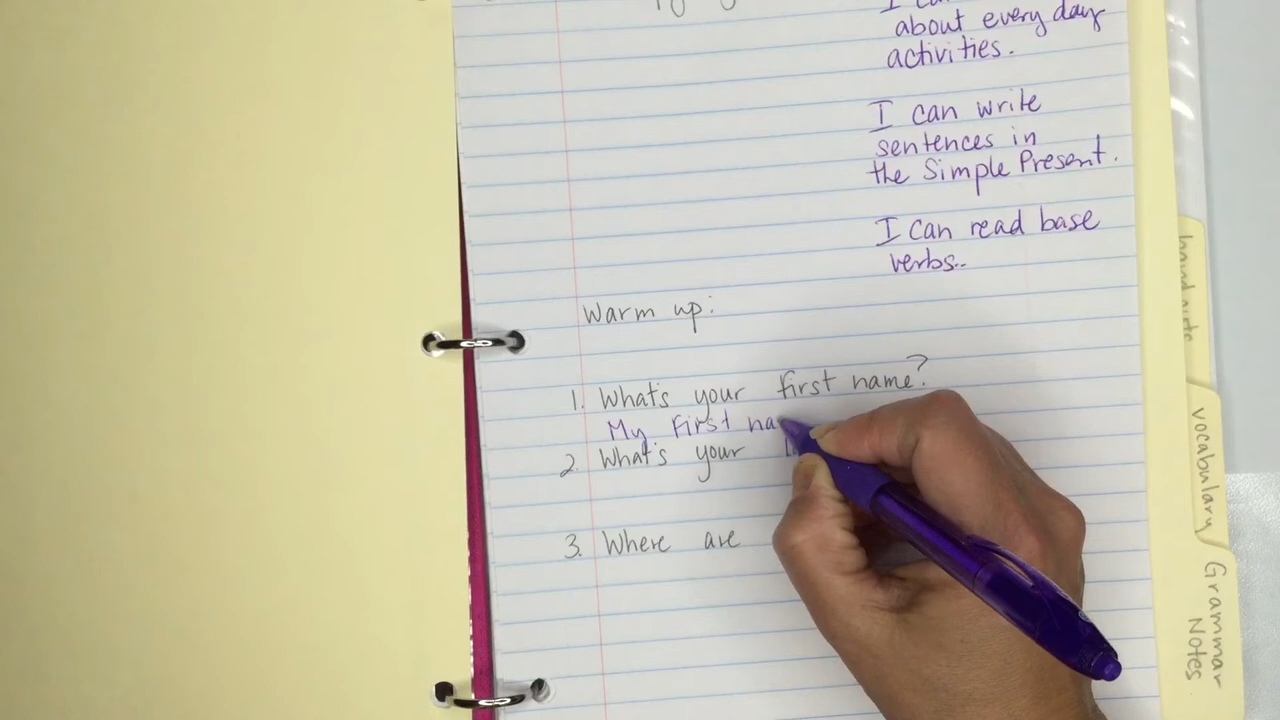 about every day
activities.
I can write
sentences in
the Simple Present.
I can read base
verbs..
Warm up:
1. What's your first name?
My First na
2. What's your
3. Where are
vocabulary
Grammar
Notes